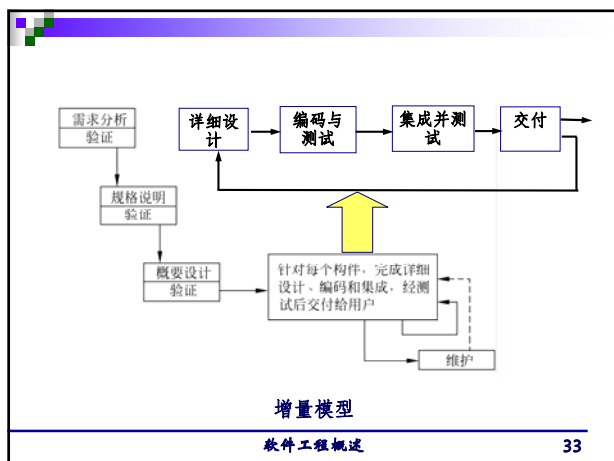 需求分析
验证
详细设
计
编码与
测试
集成并测
试
交付
规格说明
验证
概要设计
验证
针对每个构件，完成详细
设计、编码和集成，经测
试后交付给用户
维护
增量模型
软件工程概述
33